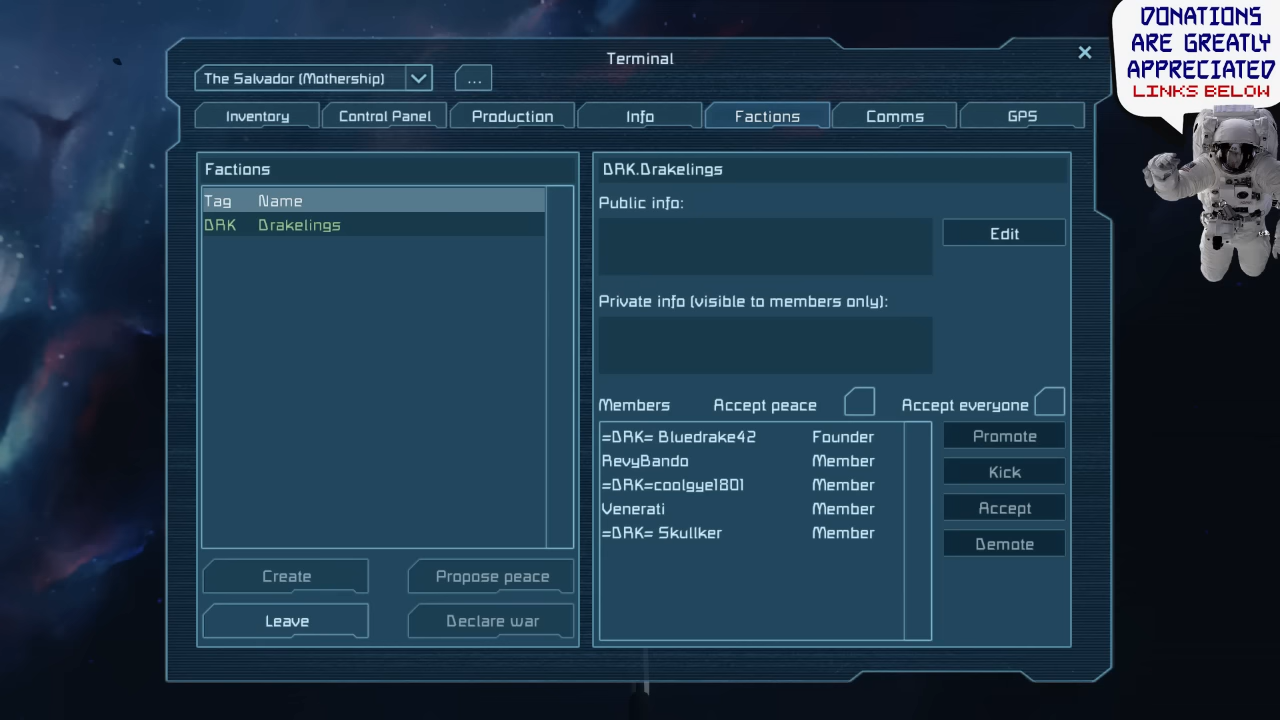 DONATIONS
ARE GREATLY
APPRECIATED
LINKS BELOW
Terminal
The Salvador (Mothership)
...
Inventory
Control Panel
Production
Info
Factions
Comms
GPS
Factions
Tag Name
DRK Drakelings
Create
Propose peace
Leave
Declare war
DRK.Drakelings
Public info:
Edit
Private info (visible to members only):
Members Accept peace Accept everyone
=DRK= Bluedrake42 Founder
RevyBando Member
=DRK=coolgye1801 Member
Venerati Member
=DRK= Skullker Member
Promote
Kick
Accept
Demote